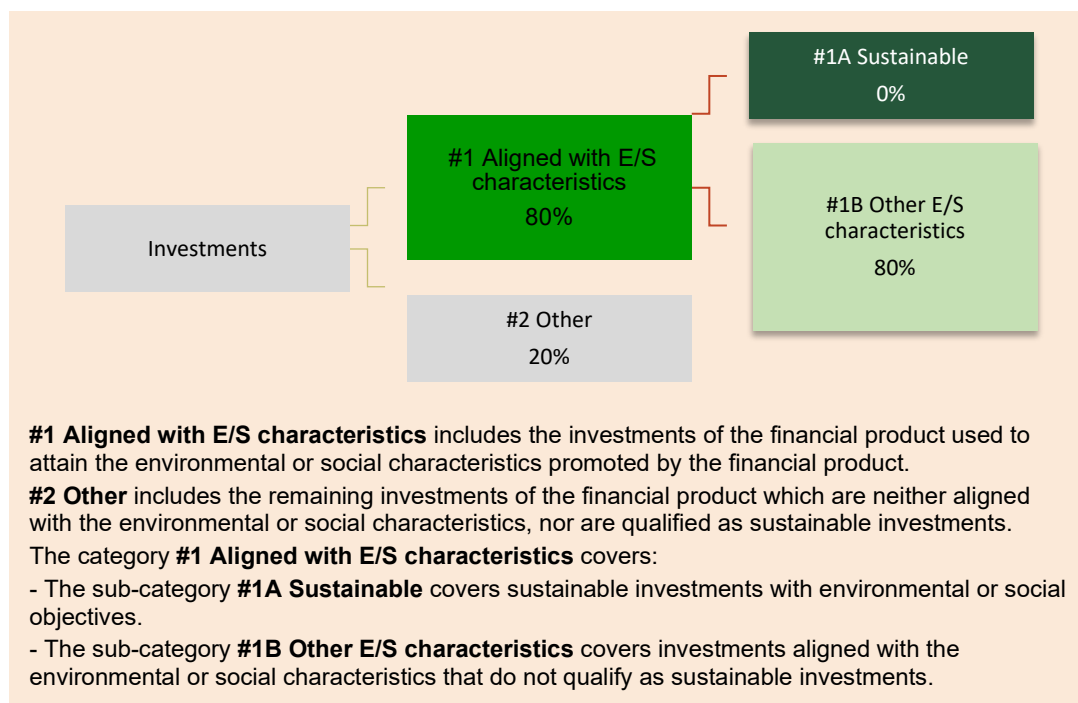 #1A Sustainable
0%
#1 Aligned with E/S
characteristics
80%
#1B Other E/S
characteristics
80%
Investments
#2 Other
20%
#1 Aligned with E/S characteristics includes the investments of the financial product used to
attain the environmental or social characteristics promoted by the financial product.
#2 Other includes the remaining investments of the financial product which are neither aligned
with the environmental or social characteristics, nor are qualified as sustainable investments.
The category #1 Aligned with E/S characteristics covers:
- The sub-category #1A Sustainable covers sustainable investments with environmental or social
objectives.
- The sub-category #1B Other E/S characteristics covers investments aligned with the
environmental or social characteristics that do not qualify as sustainable investments.